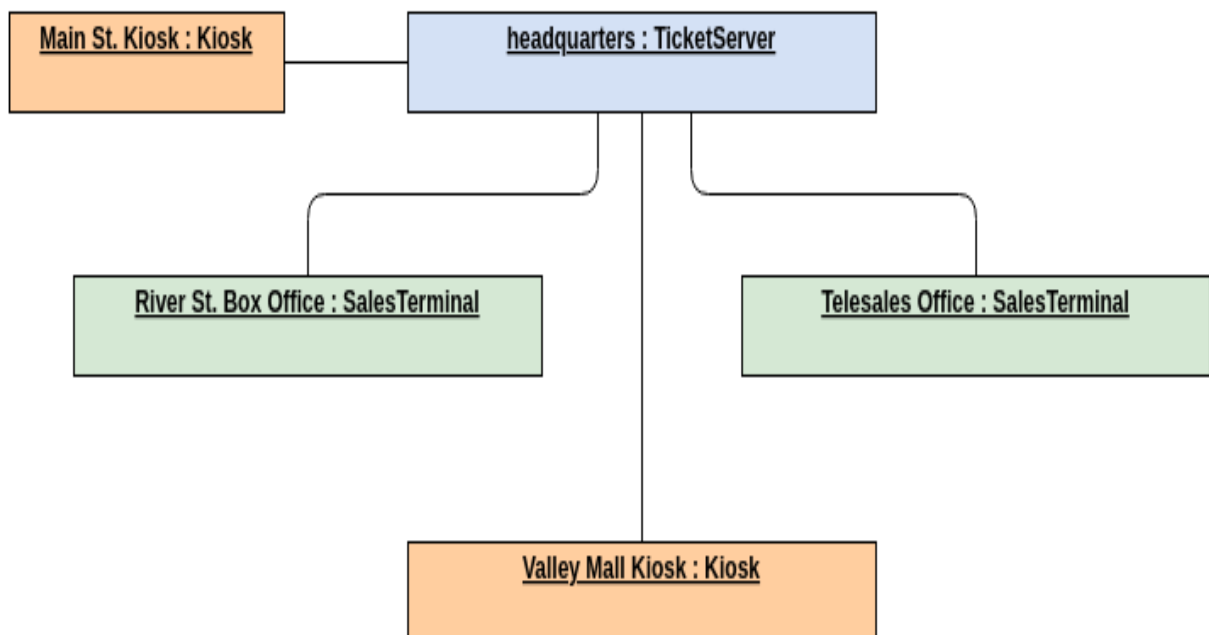 Main St. Kiosk : Kiosk
headquarters : TicketServer
River St. Box Office : SalesTerminal
Telesales Office : SalesTerminal
Valley Mall Kiosk : Kiosk